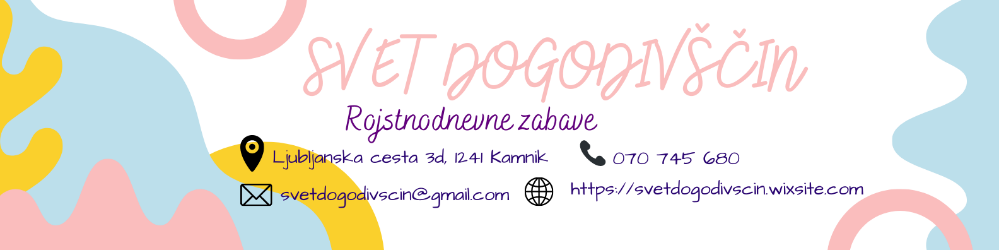 SVET DOGODIVŠČIN
Rojstnodnevne zabave
Ljubljanska cesta 3d, 1241 Kamnik
070 745 680
svetdogodivscin@gmail.com
https://svetdogodivscin.wixsite.com